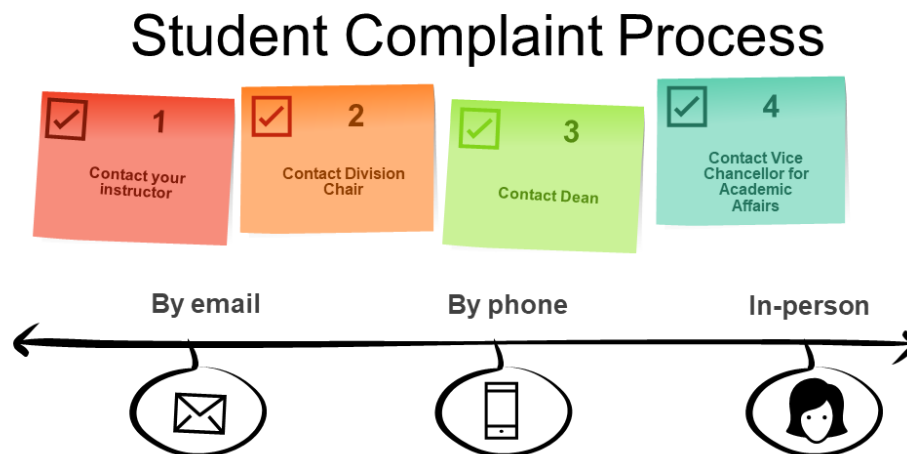 Student Complaint Process
1
Contact your
instructor
2
Contact Division
Chair
3
Contact Dean
4
Contact Vice
Chancellor for
Academic
Affairs
By email
By phone
In-person